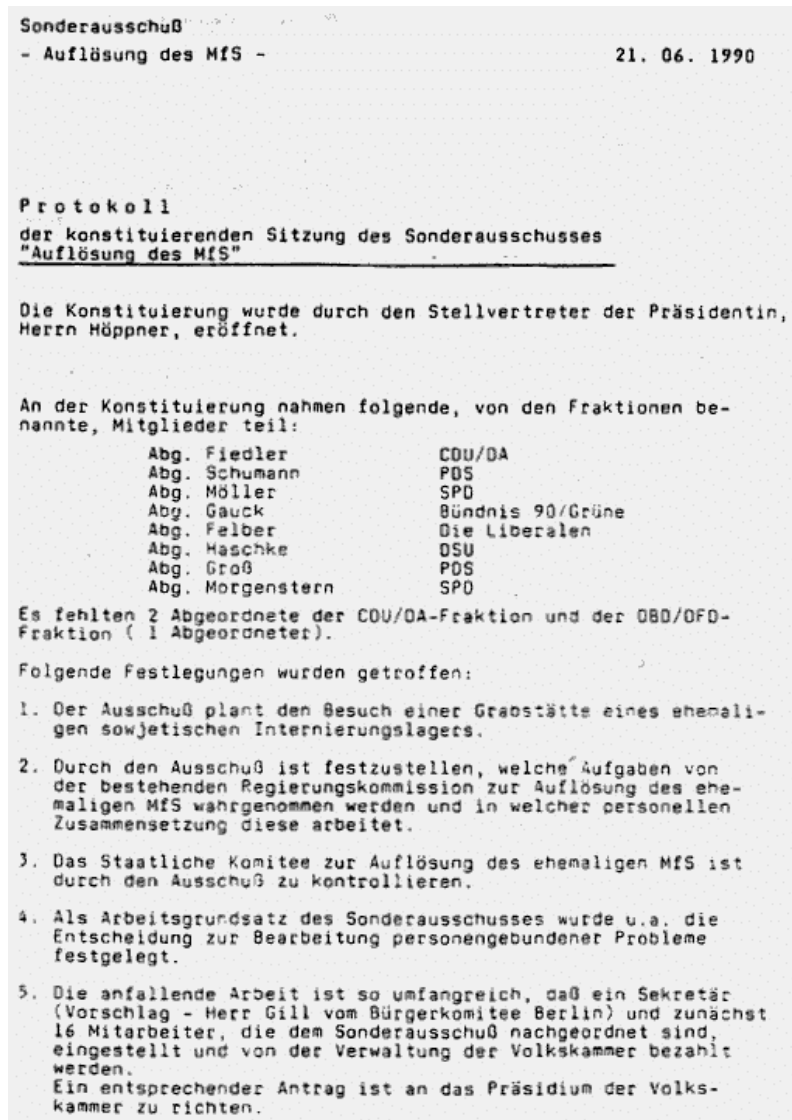 Sonderausschuß
- Auflösung des MfS - 21. 06. 1990
P r o t o k o l l
der konstituierenden Sitzung des Sonderausschusses
"Auflösung des MfS"
Die Konstituierung wurde durch den Stellvertreter der Präsidentin,
Herrn Höppner, eröffnet.
An der Konstituierung nahmen folgende, von den Fraktionen be-
nannte, Mitglieder teil:
Abg. Fiedler CDU/DA
Abg. Schumann PDS
Abg. Möller SPD
Abg. Gauck Bündnis 90/Grüne
Abg. Felber Die Liberalen
Abg. Haschke DSU
Abg. Groß PDS
Abg. Morgenstern SPD
Es fehlten 2 Abgeordnete der CDU/DA-Fraktion und der DBD/DFD-
Fraktion ( 1 Abgeordneter).
Folgende Festlegungen wurden getroffen:
1. Der Ausschuß plant den Besuch einer Grabstätte eines ehemali-
gen sowjetischen Internierungslagers.
2. Durch den Ausschuß ist festzustellen, welche Aufgaben von
der bestehenden Regierungskommission zur Auflösung des ehe-
maligen MfS wahrgenommen werden und in welcher personellen
Zusammensetzung diese arbeitet.
3. Das Staatliche Komitee zur Auflösung des ehemaligen MfS ist
durch den Ausschuß zu kontrollieren.
4. Als Arbeitsgrundsatz des Sonderausschusses wurde u.a. die
Entscheidung zur Bearbeitung personengebundener Probleme
festgelegt.
5. Die anfallende Arbeit ist so umfangreich, daß ein Sekretär
(Vorschlag - Herr Gill vom Bürgerkomitee Berlin) und zunächst
16 Mitarbeiter, die dem Sonderausschuß nachgeordnet sind,
eingestellt und von der Verwaltung der Volkskammer bezahlt
werden.
Ein entsprechender Antrag ist an das Präsidium der Volks-
kammer zu richten.